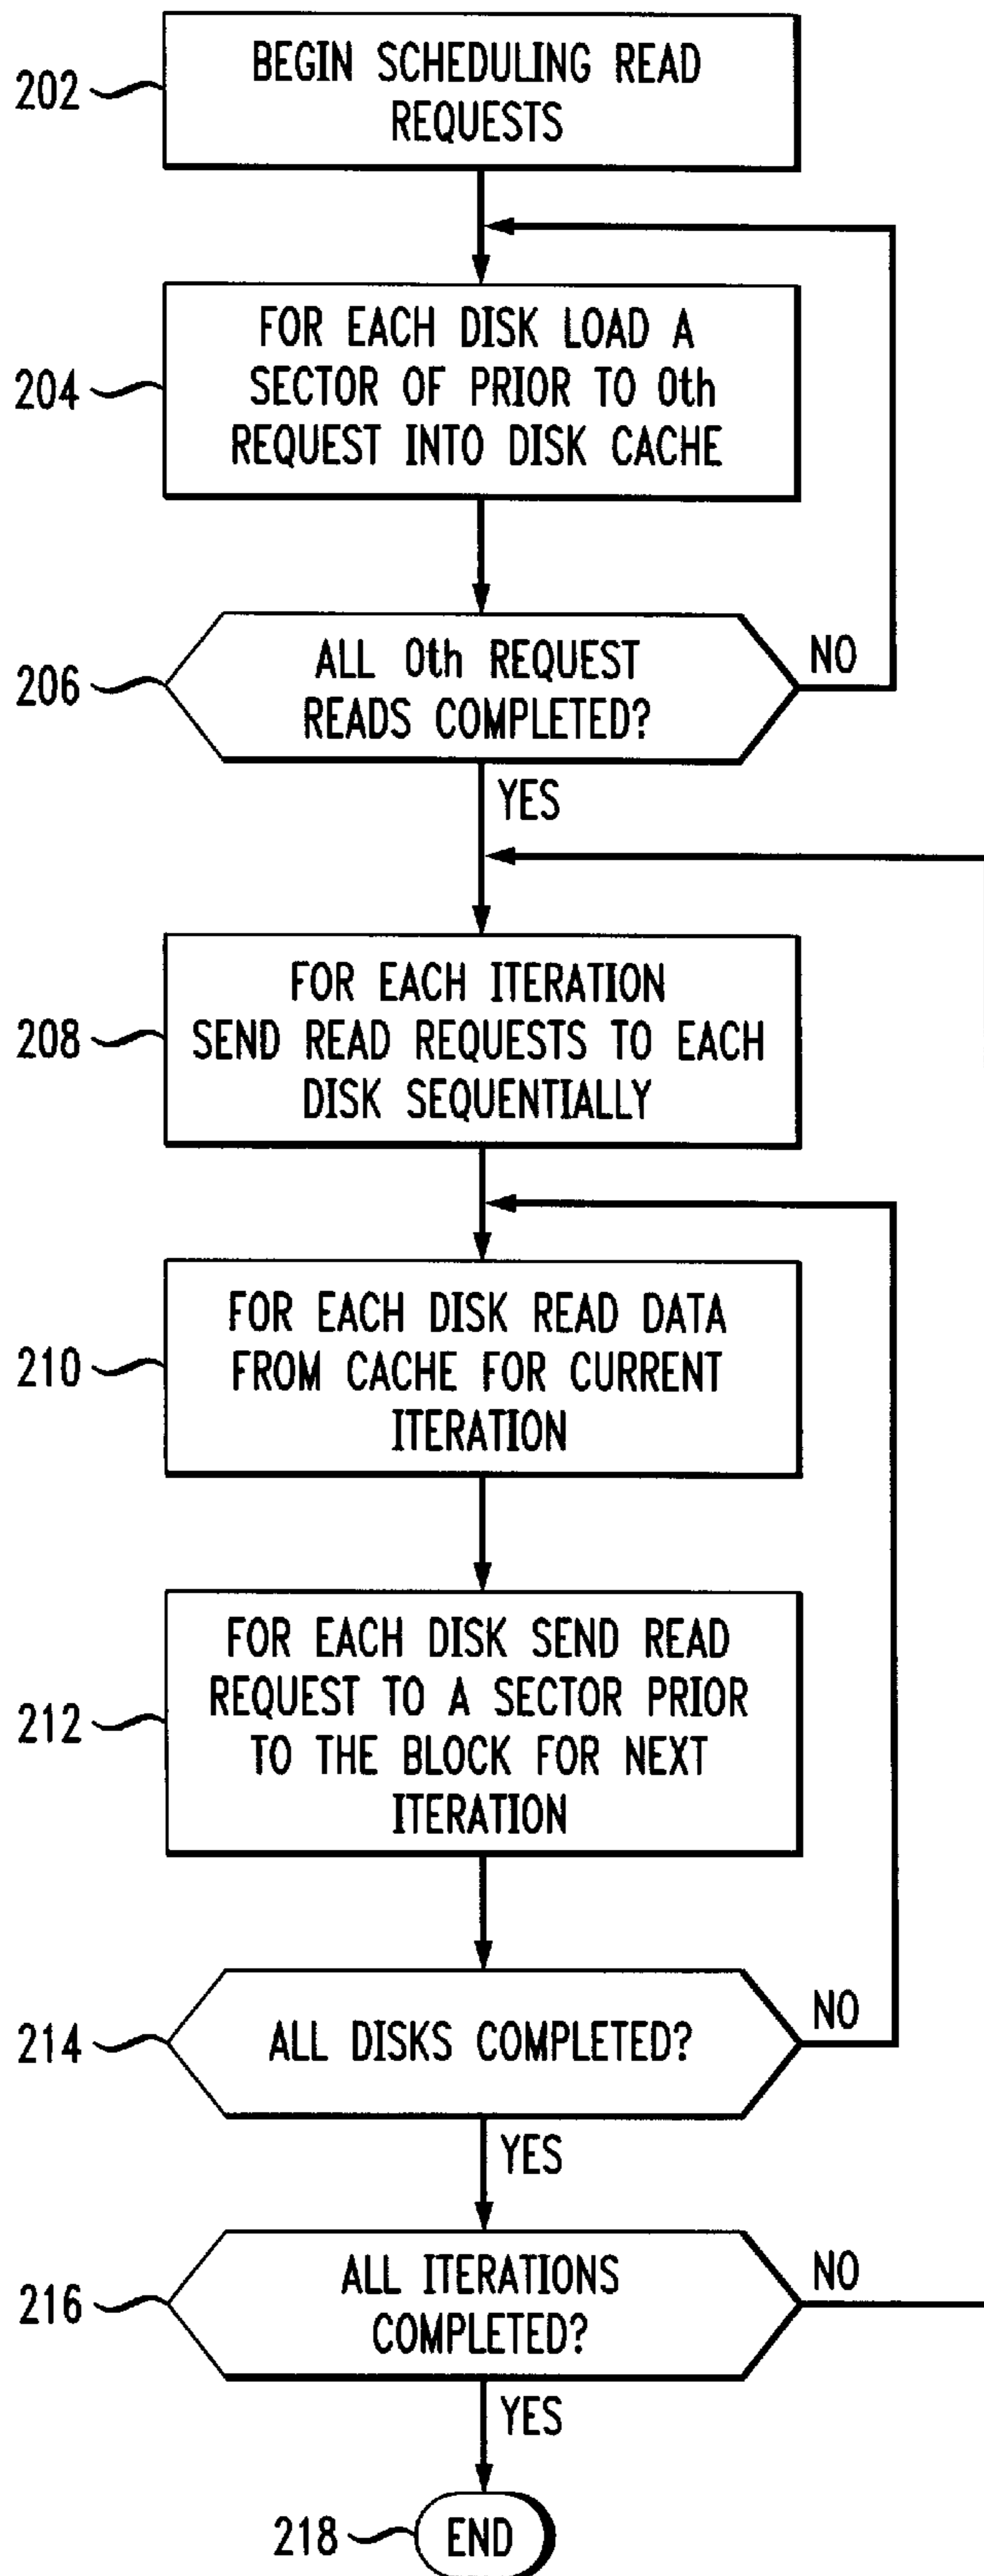 202
BEGIN SCHEDULING READ
REQUESTS
204
FOR EACH DISK LOAD A
SECTOR OF PRIOR TO 0th
REQUEST INTO DISK CACHE
206
ALL 0th REQUEST
READS COMPLETED?
NO
YES
208
FOR EACH ITERATION
SEND READ REQUESTS TO EACH
DISK SEQUENTIALLY
210
FOR EACH DISK READ DATA
FROM CACHE FOR CURRENT
ITERATION
212
FOR EACH DISK SEND READ
REQUEST TO A SECTOR PRIOR
TO THE BLOCK FOR NEXT
ITERATION
214
ALL DISKS COMPLETED?
NO
YES
216
ALL ITERATIONS
COMPLETED?
NO
YES
218
END